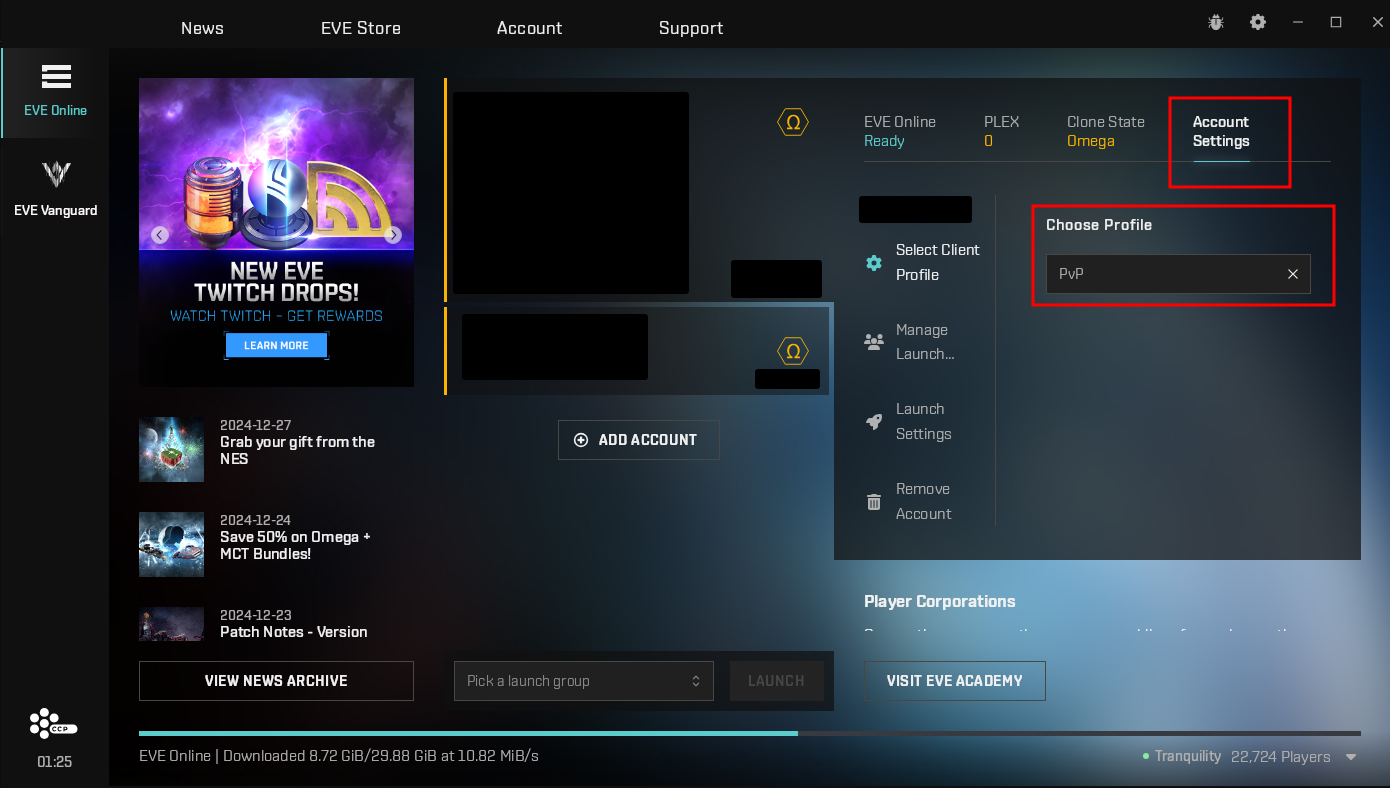 News
EVE Store
Account
Support
EVE Online
EVE Vanguard
NEW EVE
TWITCH DROPS!
WATCH TWITCH - GET REWARDS
LEARN MORE
2024-12-27
Grab your gift from the
NES
2024-12-24
Save 50% on Omega +
MCT Bundles!
2024-12-23
Patch Notes - Version
VIEW NEWS ARCHIVE
Ω
Ω
ADD ACCOUNT
Pick a launch group
LAUNCH
EVE Online
Ready
PLEX
0
Clone State
Omega
Account
Settings
Select Client
Profile
Manage
Launch...
Launch
Settings
Remove
Account
Choose Profile
PvP
Player Corporations
VISIT EVE ACADEMY
CCP
01:25
EVE Online | Downloaded 8.72 GiB/29.88 GiB at 10.82 MiB/s
Tranquility 22,724 Players